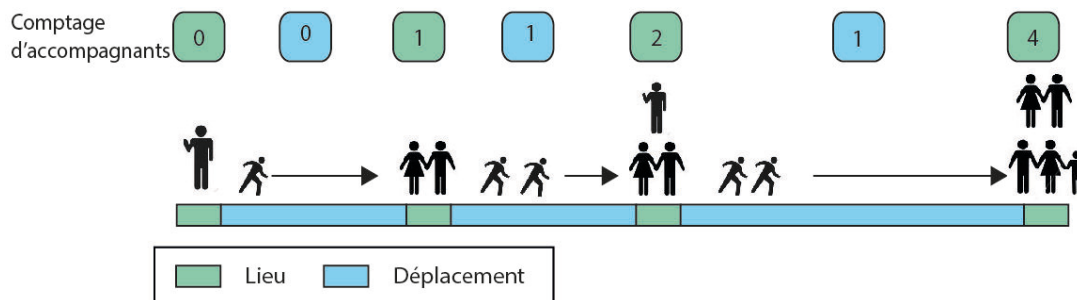 Comptage
d'accompagnants
0 0 1 1 2 1 4
Lieu Déplacement